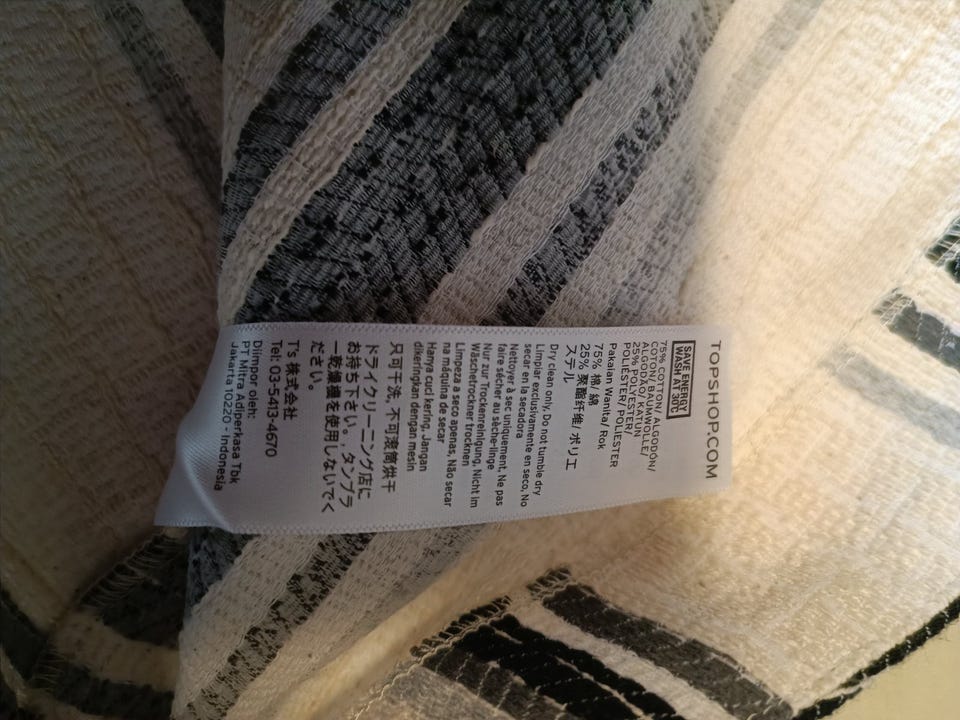 TOPSHOP.COM
SAVE ENERGY
WASH AT 30°
75% COTTON/ ALGODÓN/
COTON/ BAUMWOLLE/
ALGODÃO/ KATUN
25% POLYESTER/
POLIÉSTER/ POLIESTER
Pakaian Wanita/ Rok
75% 棉/ 綿
25% 聚酯纤维/ ポリエ
ステル
Dry clean only, Do not tumble dry
Limpiar exclusivamente en seco, No
secar en la secadora
Nettoyer à sec uniquement, Ne pas
faire sécher au sèche-linge
Nur zur Trockenreinigung, Nicht im
Wäschetrockner trocknen
Limpeza a seco apenas, Não secar
na máquina de secar
Hanya cuci kering, Jangan
dikeringkan dengan mesin
只可干洗, 不可滚筒烘干
ドライクリーニング店に
お持ち下さい。, タンブラ
ー乾燥機を使用しないでく
ださい。
T's 株式会社
Tel: 03-5413-4670
Diimpor oleh:
PT Mitra Adiperkasa Tbk
Jakarta 10220 - Indonesia